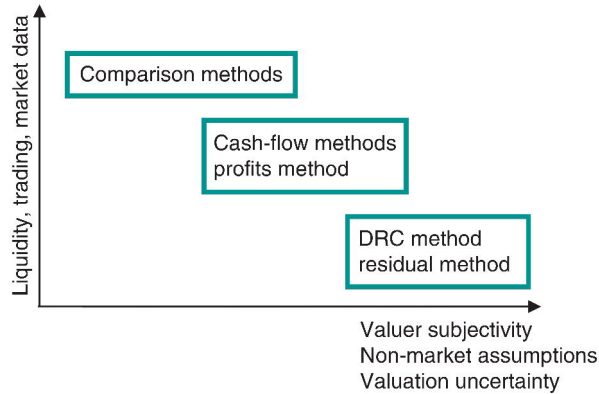 Liquidity, trading, market data
Comparison methods
Cash-flow methods
profits method
DRC method
residual method
Valuer subjectivity
Non-market assumptions
Valuation uncertainty